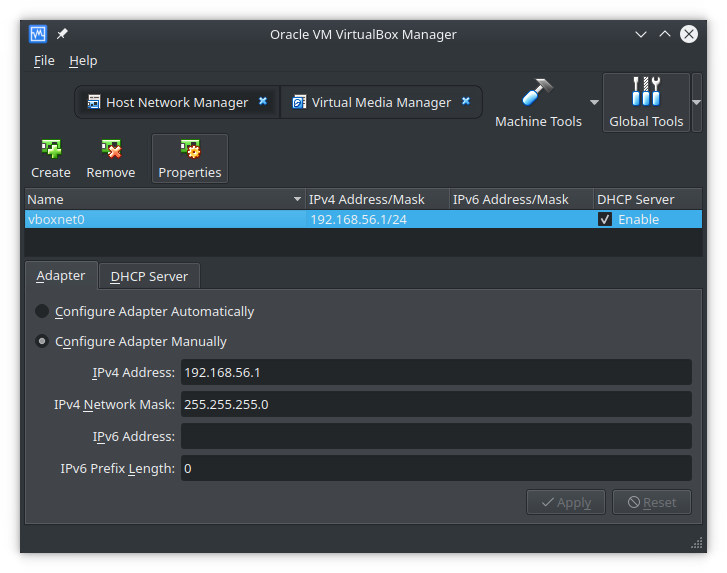 Oracle VM VirtualBox Manager
File Help
Host Network Manager Virtual Media Manager
Machine Tools Global Tools
Create Remove Properties
Name IPv4 Address/Mask IPv6 Address/Mask DHCP Server
vboxnet0 192.168.56.1/24 Enable
Adapter DHCP Server
Configure Adapter Automatically
Configure Adapter Manually
IPv4 Address: 192.168.56.1
IPv4 Network Mask: 255.255.255.0
IPv6 Address:
IPv6 Prefix Length: 0
Apply Reset